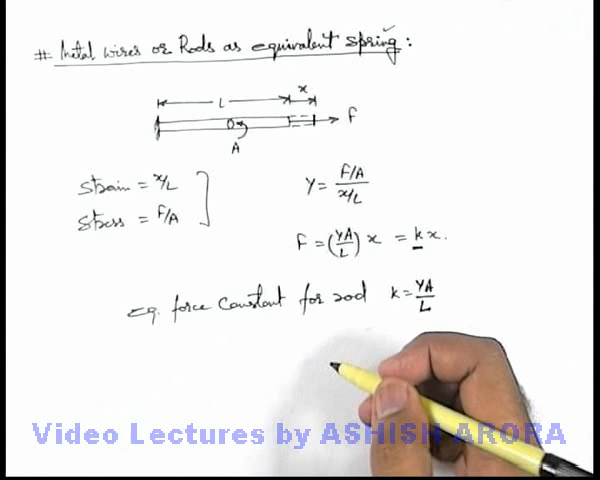 # Metal wires or Rods as equivalent spring :
L x
F
A
Strain = x/L
Stress = F/A
Y = F/A / x/L
F = (YA/L) x = k x.
eq. force constant for rod k = YA/L
Video Lectures by ASHISH ARORA